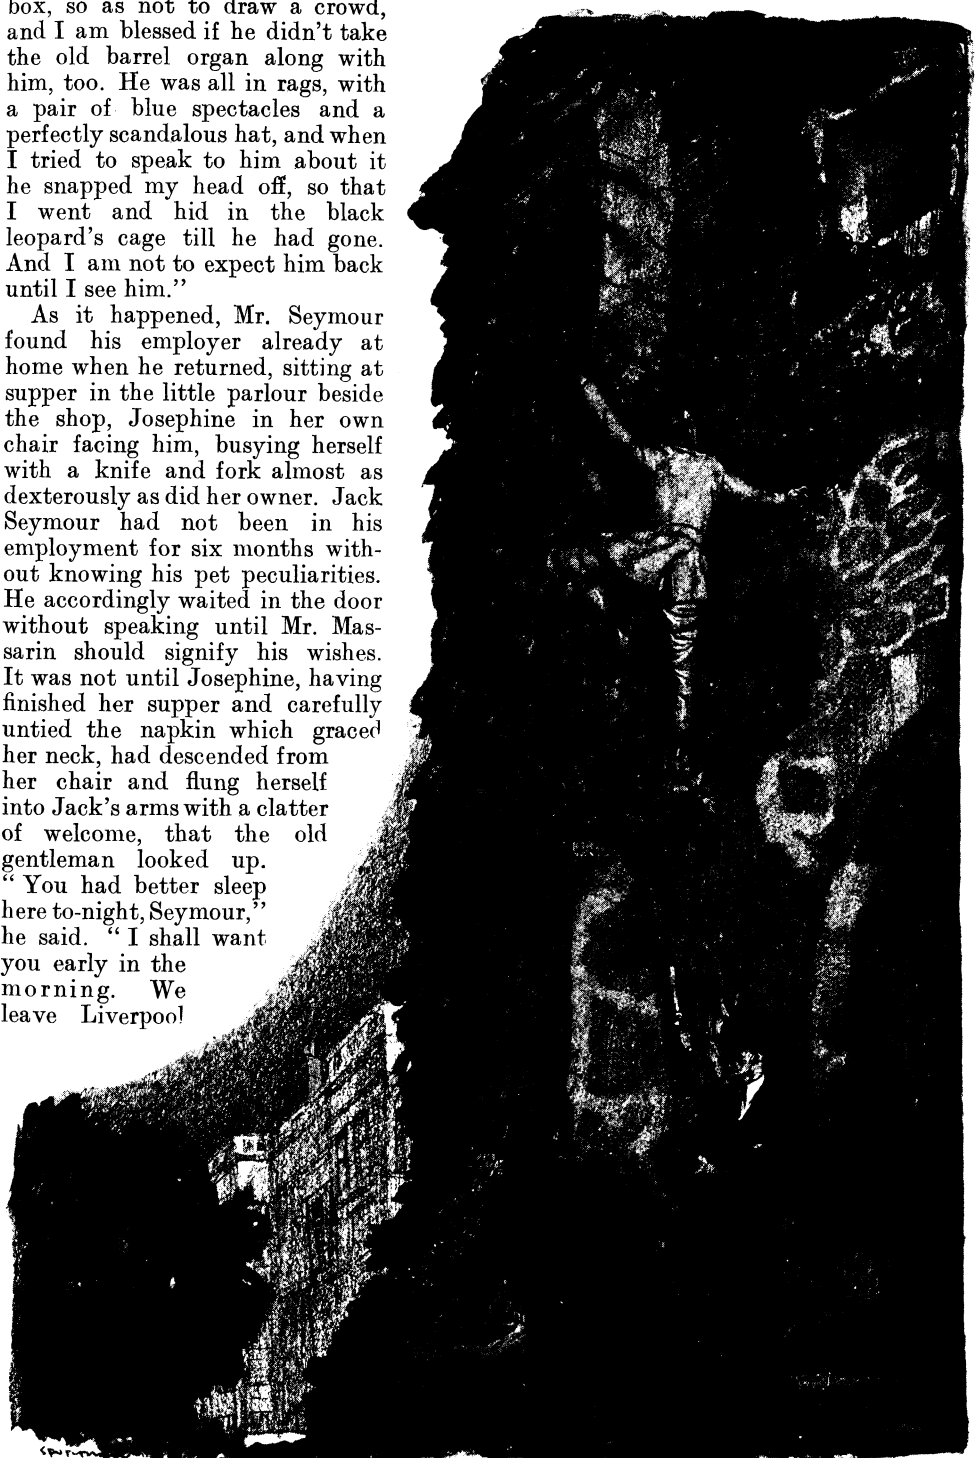 box, so as not to draw a crowd,
and I am blessed if he didn't take
the old barrel organ along with
him, too. He was all in rags, with
a pair of blue spectacles and a
perfectly scandalous hat, and when
I tried to speak to him about it
he snapped my head off, so that
I went and hid in the black
leopard's cage till he had gone.
And I am not to expect him back
until I see him."
As it happened, Mr. Seymour
found his employer already at
home when he returned, sitting at
supper in the little parlour beside
the shop, Josephine in her own
chair facing him, busying herself
with a knife and fork almost as
dexterously as did her owner. Jack
Seymour had not been in his
employment for six months with-
out knowing his pet peculiarities.
He accordingly waited in the door
without speaking until Mr. Mas-
sarin should signify his wishes.
It was not until Josephine, having
finished her supper and carefully
untied the napkin which graced
her neck, had descended from
her chair and flung herself
into Jack's arms with a clatter
of welcome, that the old
gentleman looked up.
"You had better sleep
here to-night, Seymour,"
he said. "I shall want
you early in the
morning. We
leave Liverpool